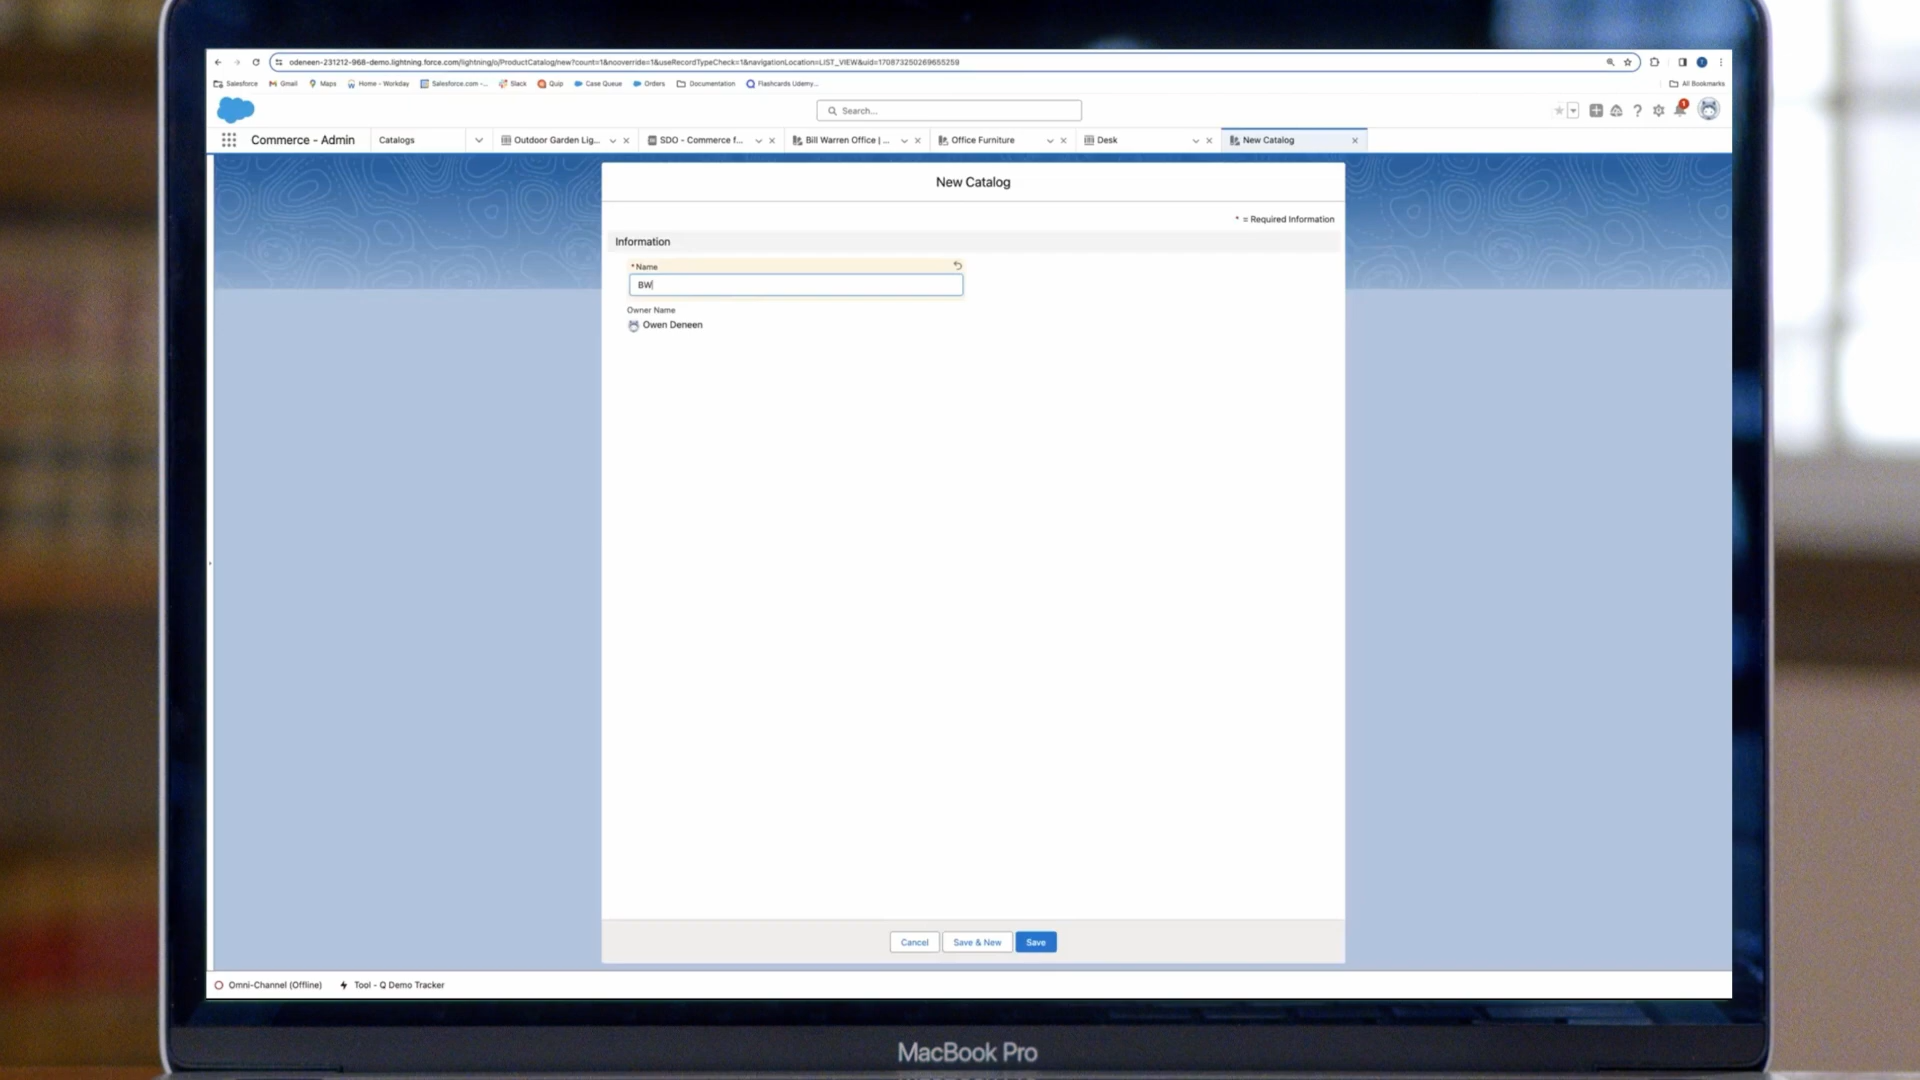 odeneen-231212-968-demo.lightning.force.com/lightning/o/ProductCatalog/new?count=1&nooverride=1&useRecordTypeCheck=1&navigationLocation=LIST_VIEW&uid=170873250269655259
Salesforce Gmail Maps Home - Workday Salesforce.com -... Slack Quip Case Queue Orders Documentation Flashcards Udemy... All Bookmarks
Search... 1
Commerce - Admin Catalogs Outdoor Garden Lig... SDO - Commerce f... Bill Warren Office | ... Office Furniture Desk New Catalog
New Catalog
* = Required Information
Information
* Name
BW
Owner Name
Owen Deneen
Cancel Save & New Save
Omni-Channel (Offline) Tool - Q Demo Tracker
MacBook Pro